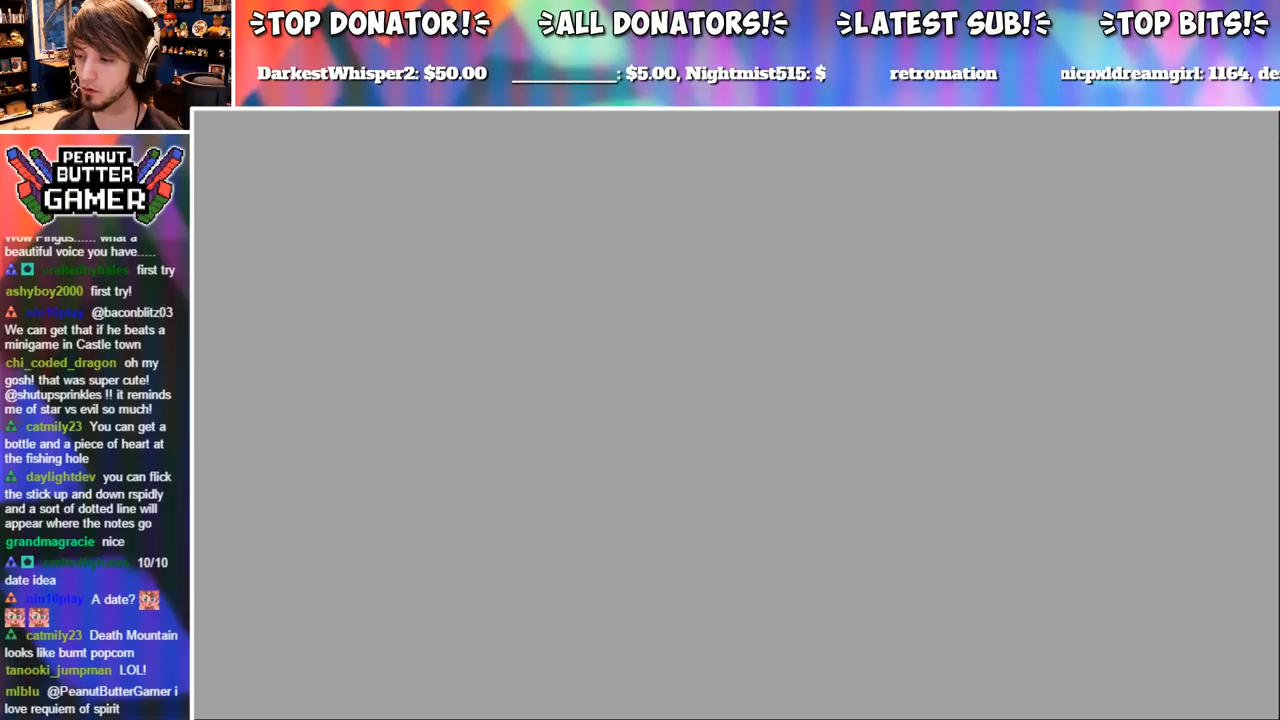 TOP DONATOR!
ALL DONATORS!
LATEST SUB!
TOP BITS!
DarkestWhisper2: $50.00
___________: $5.00, Nightmist515: $
retromation
nicpxldreamgirl: 1164, de
PEANUT
BUTTER
GAMER
what a
beautiful voice you have.....
first try
ashyboy2000 first try!
@baconblitz03
We can get that if he beats a
minigame in Castle town
chi_coded_dragon oh my
gosh! that was super cute!
@shutupsprinkles !! it reminds
me of star vs evil so much!
catmily23 You can get a
bottle and a piece of heart at
the fishing hole
daylightdev you can flick
the stick up and down rspidly
and a sort of dotted line will
appear where the notes go
grandmagracie nice
10/10
date idea
nin10play A date?
catmily23 Death Mountain
looks like burnt popcorn
tanooki_jumpman LOL!
mlblu @PeanutButterGamer i
love requiem of spirit